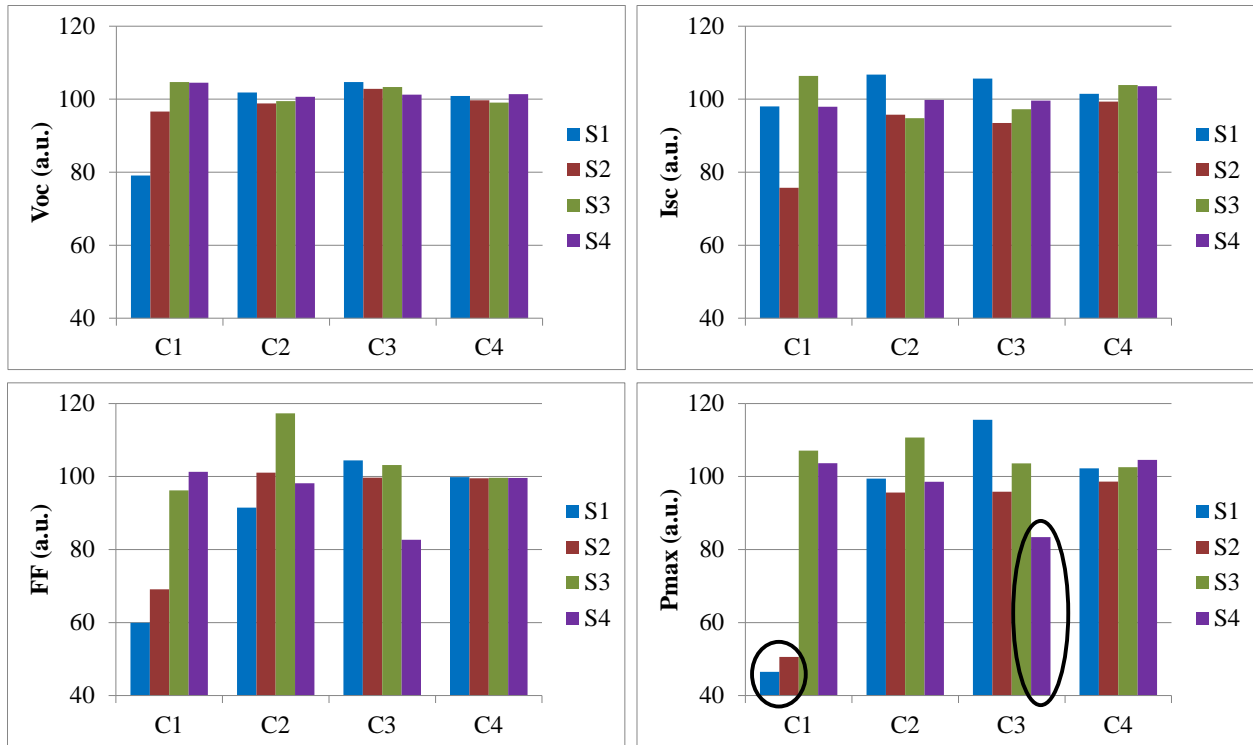 120
100
80
60
40
Voc (a.u.)
C1 C2 C3 C4
S1
S2
S3
S4
120
100
80
60
40
Isc (a.u.)
C1 C2 C3 C4
S1
S2
S3
S4
120
100
80
60
40
FF (a.u.)
C1 C2 C3 C4
S1
S2
S3
S4
120
100
80
60
40
Pmax (a.u.)
C1 C2 C3 C4
S1
S2
S3
S4